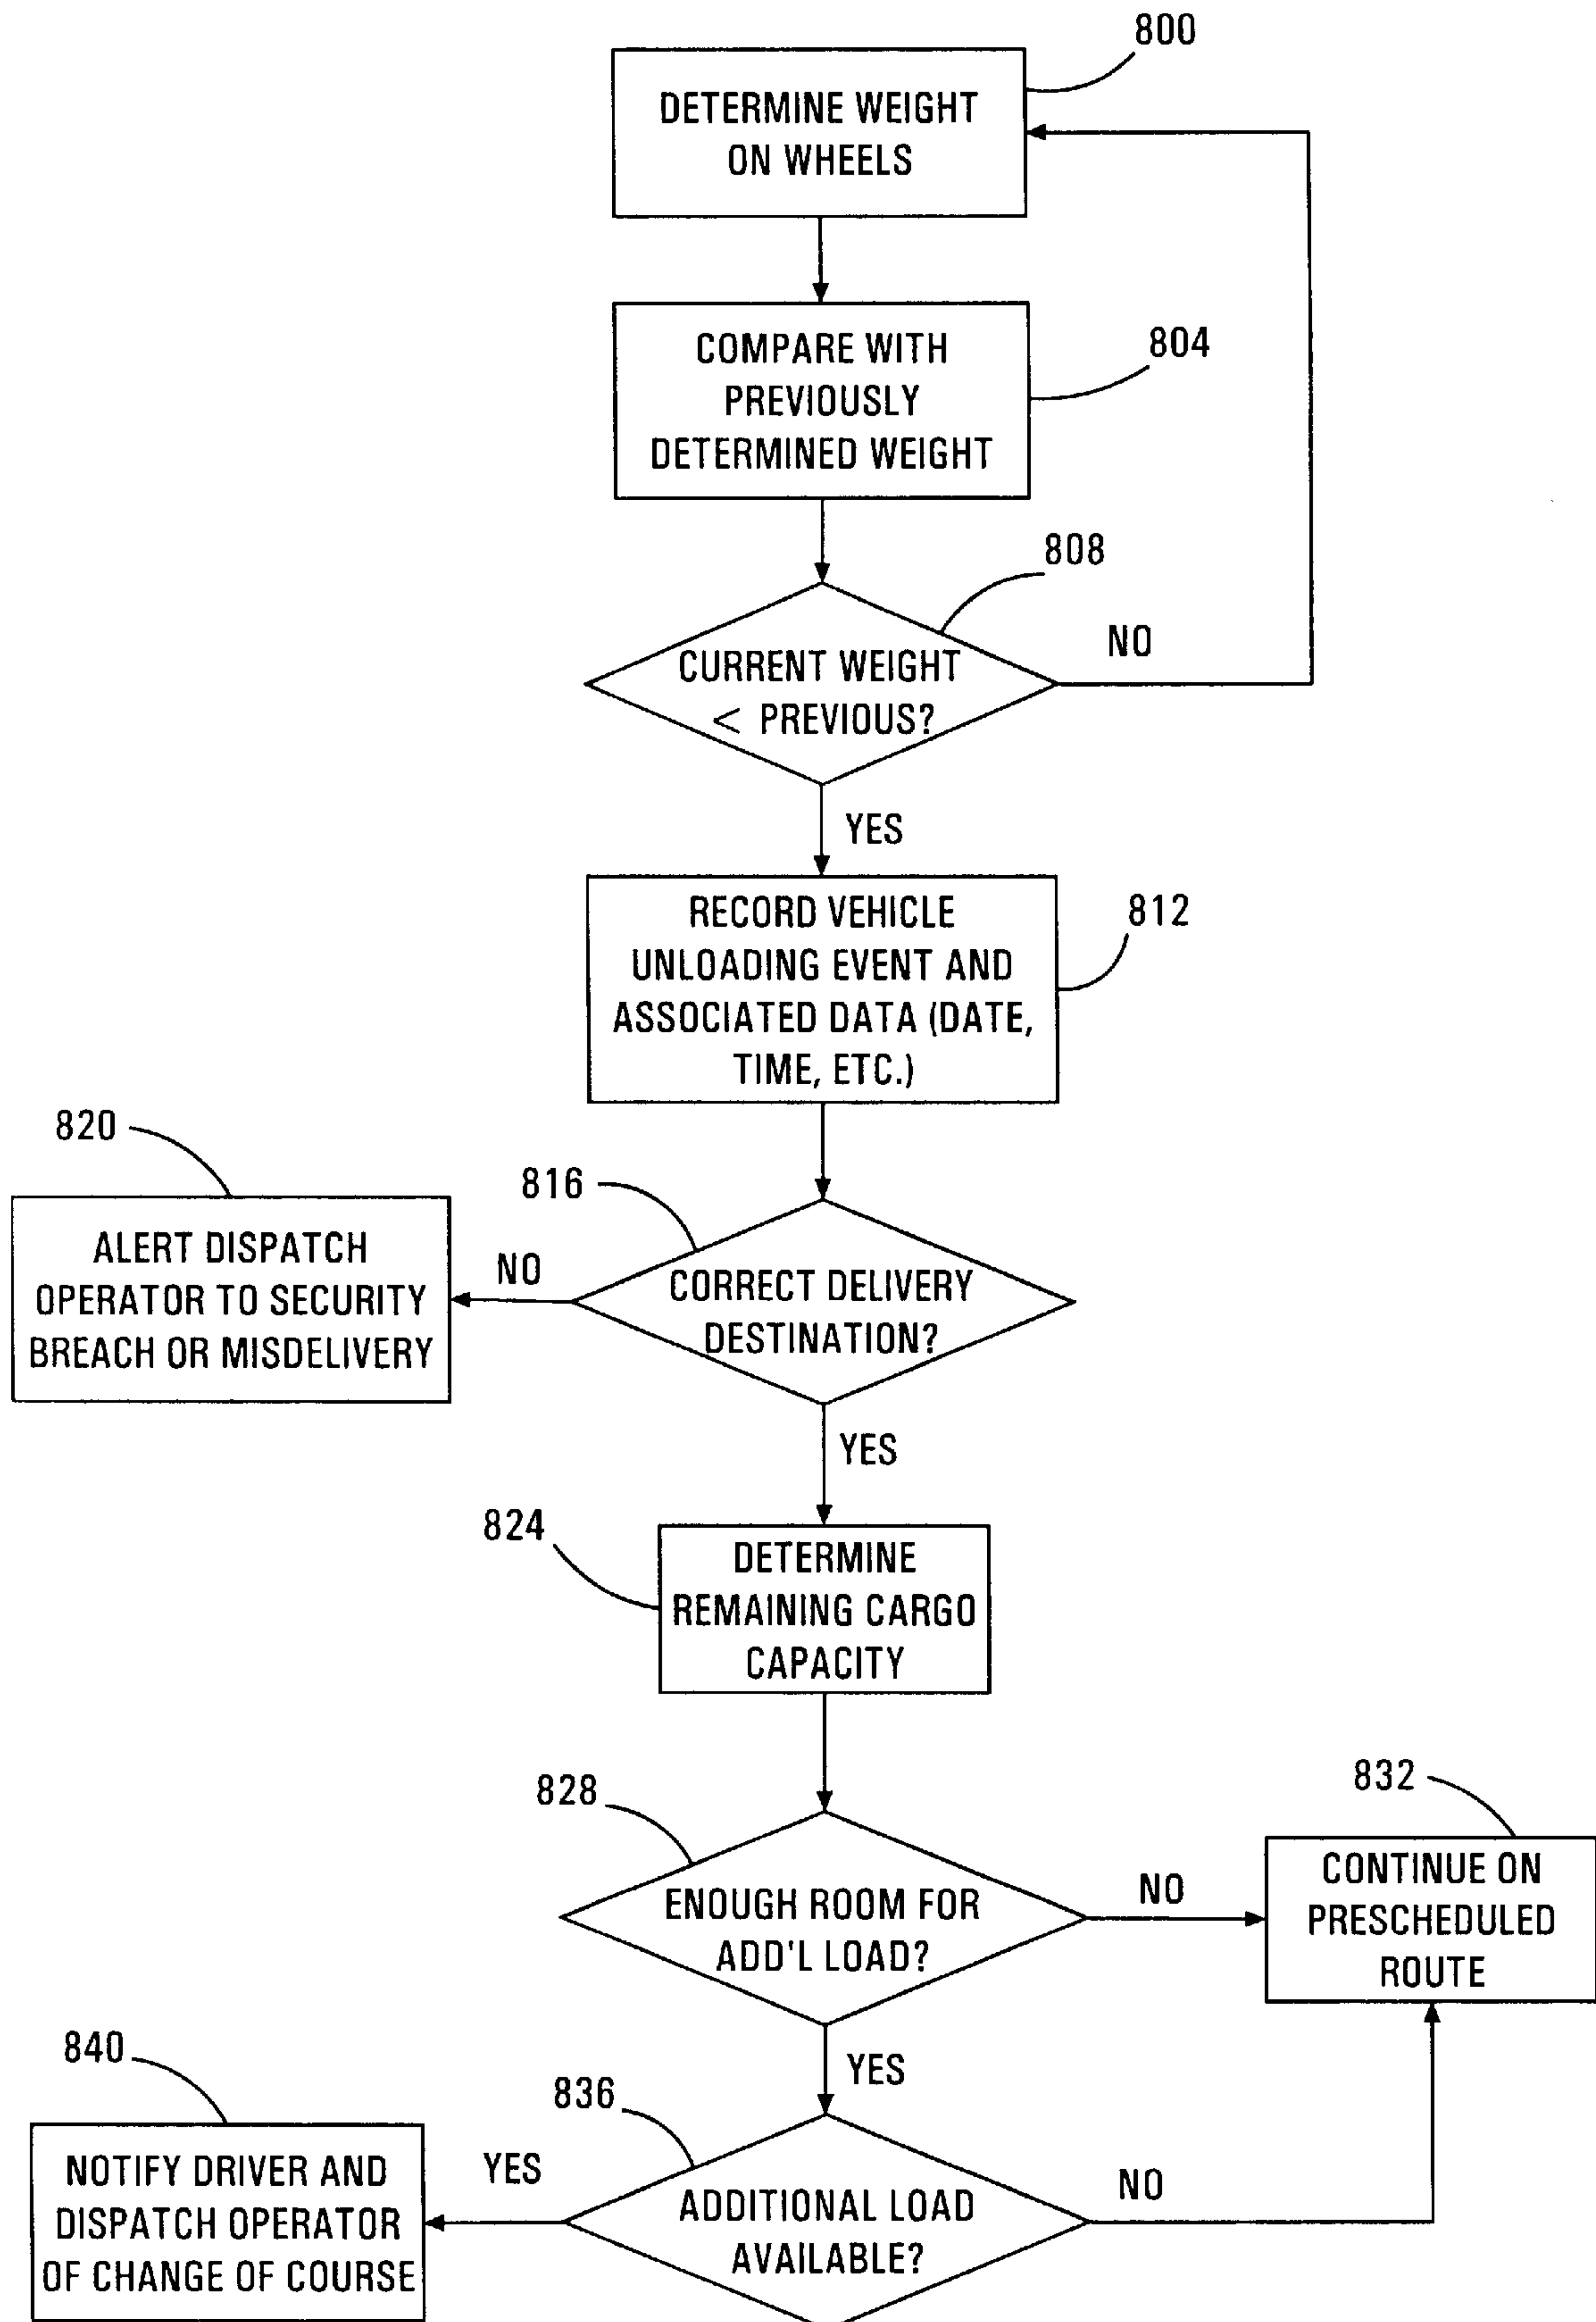 800
DETERMINE WEIGHT
ON WHEELS
804
COMPARE WITH
PREVIOUSLY
DETERMINED WEIGHT
808
CURRENT WEIGHT
< PREVIOUS?
NO
YES
812
RECORD VEHICLE
UNLOADING EVENT AND
ASSOCIATED DATA (DATE,
TIME, ETC.)
820
ALERT DISPATCH
OPERATOR TO SECURITY
BREACH OR MISDELIVERY
816
NO
CORRECT DELIVERY
DESTINATION?
YES
824
DETERMINE
REMAINING CARGO
CAPACITY
828
ENOUGH ROOM FOR
ADD'L LOAD?
NO
832
CONTINUE ON
PRESCHEDULED
ROUTE
YES
840
NOTIFY DRIVER AND
DISPATCH OPERATOR
OF CHANGE OF COURSE
YES
836
ADDITIONAL LOAD
AVAILABLE?
NO